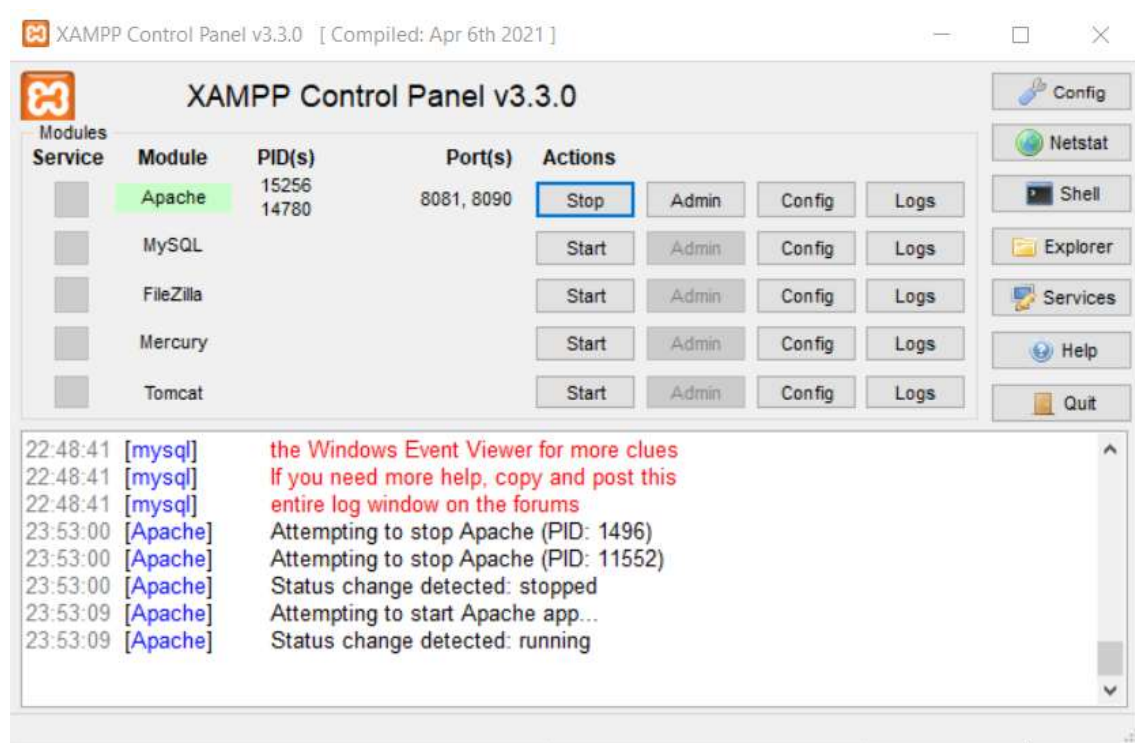 XAMPP Control Panel v3.3.0 [ Compiled: Apr 6th 2021 ]
XAMPP Control Panel v3.3.0
Config
Modules
Service Module PID(s) Port(s) Actions
Netstat
Apache 15256 14780 8081, 8090 Stop Admin Config Logs
Shell
MySQL Start Admin Config Logs
Explorer
FileZilla Start Admin Config Logs
Services
Mercury Start Admin Config Logs
Help
Tomcat Start Admin Config Logs
Quit
22:48:41 [mysql] the Windows Event Viewer for more clues
22:48:41 [mysql] If you need more help, copy and post this
22:48:41 [mysql] entire log window on the forums
23:53:00 [Apache] Attempting to stop Apache (PID: 1496)
23:53:00 [Apache] Attempting to stop Apache (PID: 11552)
23:53:00 [Apache] Status change detected: stopped
23:53:09 [Apache] Attempting to start Apache app...
23:53:09 [Apache] Status change detected: running